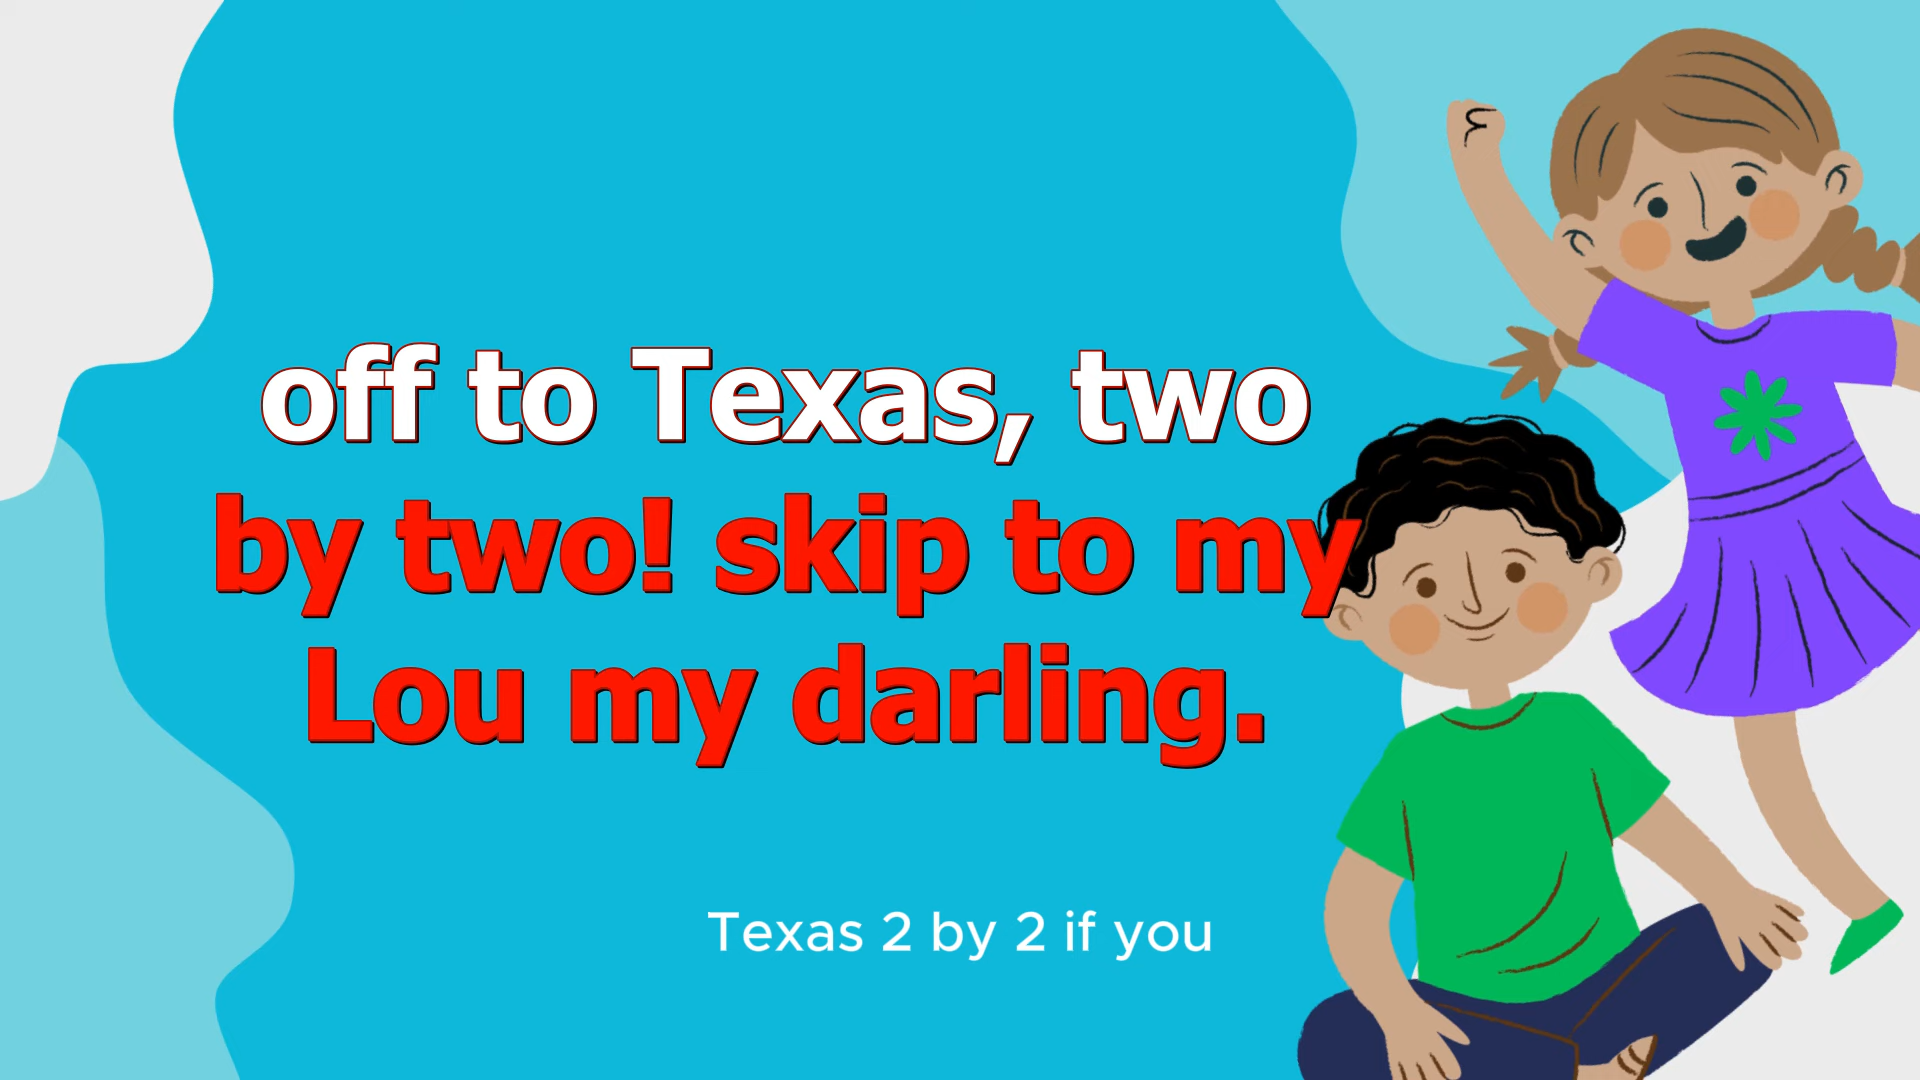 off to Texas, two
by two! skip to my
Lou my darling.
Texas 2 by 2 if you